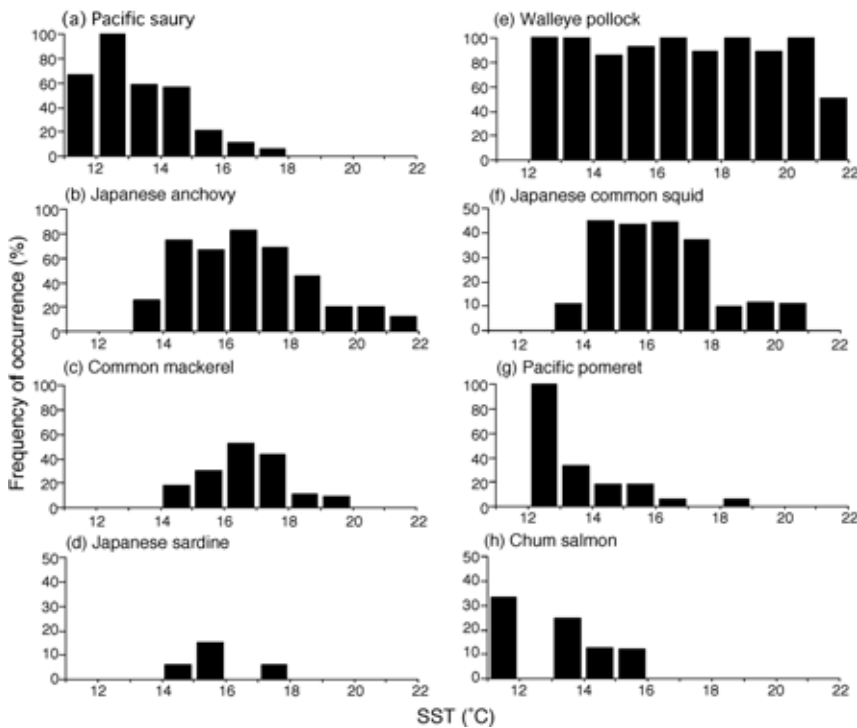 (a) Pacific saury
100
80
60
40
20
0
12 14 16 18 20 22
(b) Japanese anchovy
100
80
60
40
20
0
12 14 16 18 20 22
(c) Common mackerel
100
80
60
40
20
0
12 14 16 18 20 22
(d) Japanese sardine
50
40
30
20
10
0
12 14 16 18 20 22
(e) Walleye pollock
100
80
60
40
20
0
12 14 16 18 20 22
(f) Japanese common squid
50
40
30
20
10
0
12 14 16 18 20 22
(g) Pacific pomeret
100
80
60
40
20
0
12 14 16 18 20 22
(h) Chum salmon
50
40
30
20
10
0
12 14 16 18 20 22
Frequency of occurrence (%)
SST (˚C)